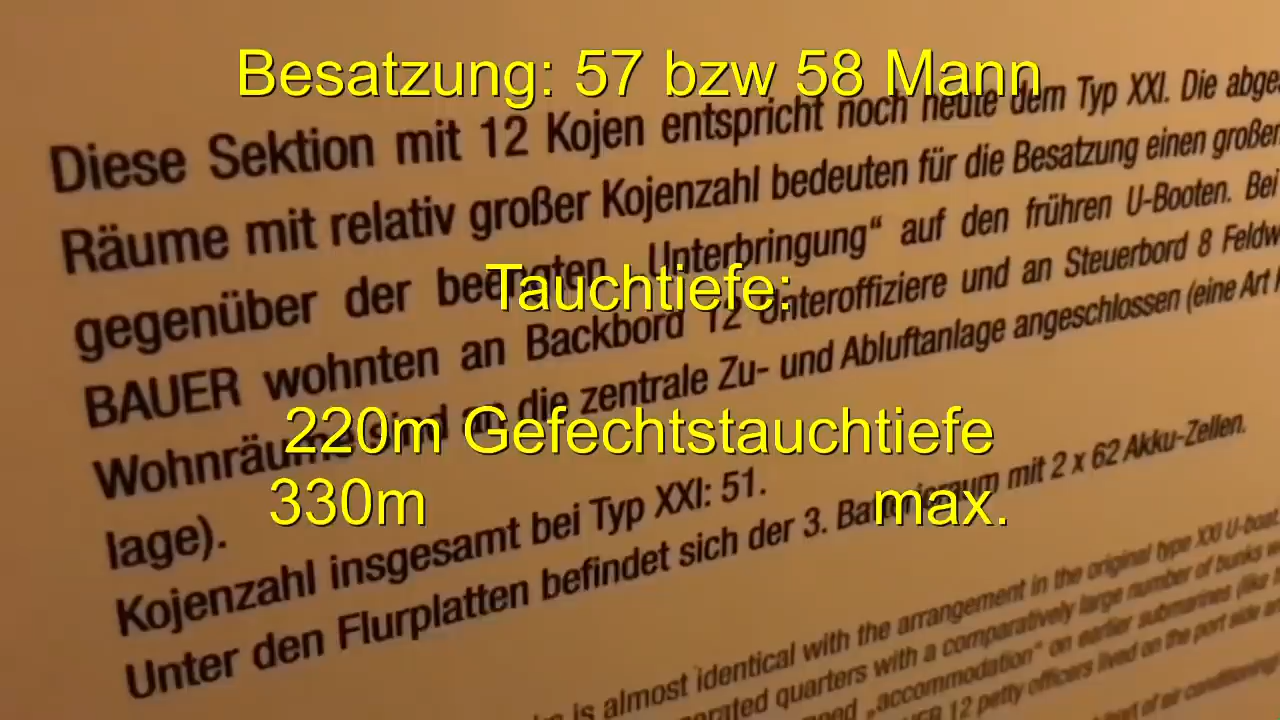 Besatzung: 57 bzw 58 Mann
Tauchtiefe:
220m Gefechtstauchtiefe
330m max.
Diese Sektion mit 12 Kojen entspricht noch heute dem Typ XXI. Die abge
Räume mit relativ großer Kojenzahl bedeuten für die Besatzung einen großen
gegenüber der beengten „Unterbringung“ auf den frühren U-Booten. Bei
BAUER wohnten an Backbord 12 Unteroffiziere und an Steuerbord 8 Feldw
Wohnräume sind an die zentrale Zu- und Abluftanlage angeschlossen (eine Art
lage).
Kojenzahl insgesamt bei Typ XXI: 51.
Unter den Flurplatten befindet sich der 3. Batterieraum mit 2 x 62 Akku-Zellen.
is almost identical with the arrangement in the original type XXI U-boat
rated quarters with a comparatively large number of bunks
„accommodation“ on earlier submarines (like
12 petty officers lived on the port side
of air conditioning)